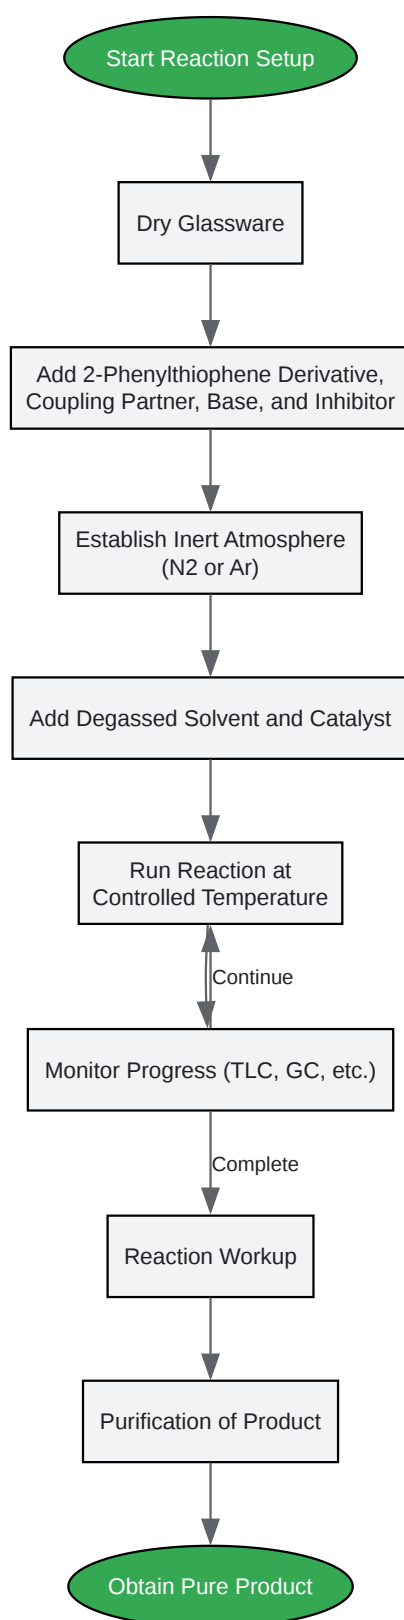 Start Reaction Setup
Dry Glassware
Add 2-Phenylthiophene Derivative,
Coupling Partner, Base, and Inhibitor
Establish Inert Atmosphere
(N2 or Ar)
Add Degassed Solvent and Catalyst
Run Reaction at
Controlled Temperature
Continue
Monitor Progress (TLC, GC, etc.)
Complete
Reaction Workup
Purification of Product
Obtain Pure Product